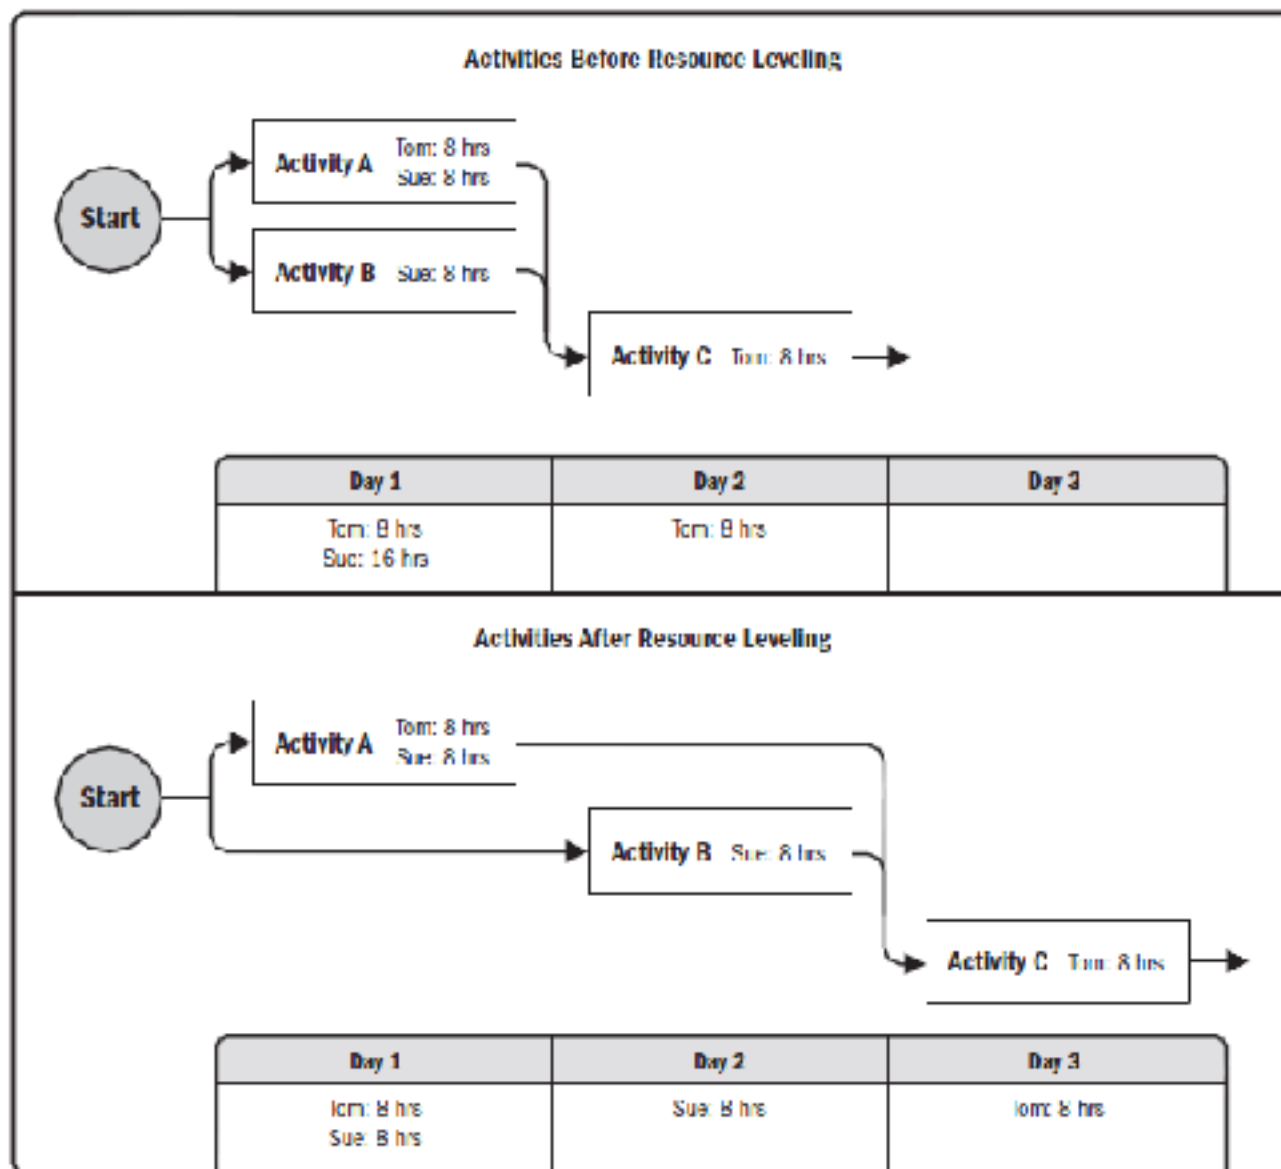 Activities Before Resource Leveling
Tom: 8 hrs
Activity A
Sue: 8 hrs
Start
Activity B Sue: 8 hrs
Activity C Tom: 8 hrs
Day 1 Day 2 Day 3
Tom: 8 hrs Tom: 8 hrs
Sue: 16 hrs
Activities After Resource Leveling
Tom: 8 hrs
Activity A
Sue: 8 hrs
Start
Activity B Sue: 8 hrs
Activity C Tom: 8 hrs
Day 1 Day 2 Day 3
Tom: 8 hrs Sue: 8 hrs Tom: 8 hrs
Sue: 8 hrs